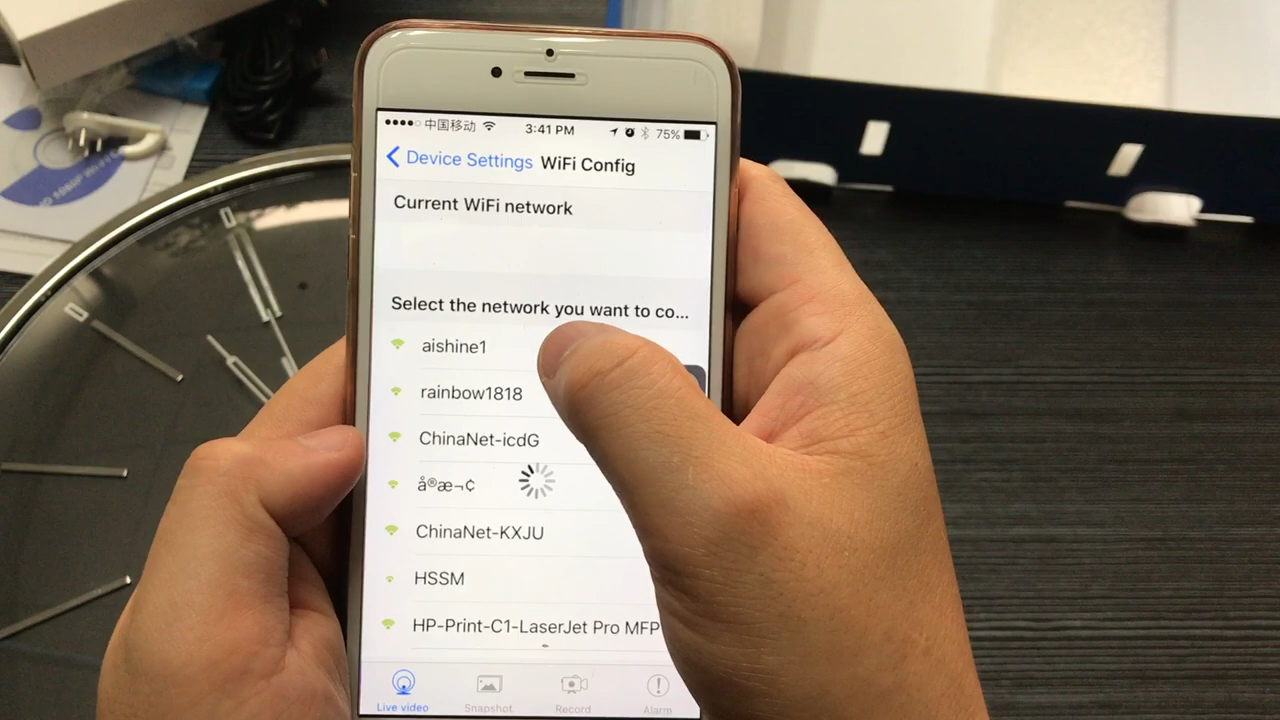 中国移动 3:41 PM 75%
Device Settings WiFi Config
Current WiFi network
Select the network you want to co...
aishine1
rainbow1818
ChinaNet-icdG
å®æ¬¢
ChinaNet-KXJU
HSSM
HP-Print-C1-LaserJet Pro MFP
Live video Snapshot Record Alarm